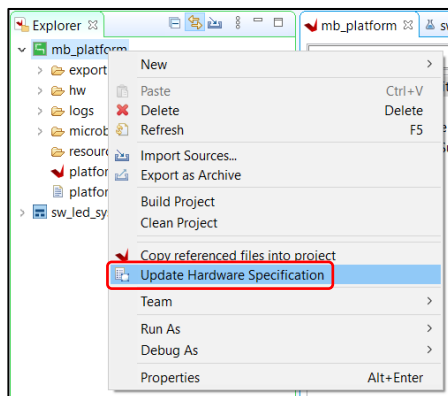 Explorer
mb_platform
sw
mb_platform
export
hw
logs
microb
resour
platfor
platfor
sw_led_sy
New
Paste Ctrl+V
Delete Delete
Refresh F5
Import Sources...
Export as Archive
Build Project
Clean Project
Copy referenced files into project
Update Hardware Specification
Team
Run As
Debug As
Properties Alt+Enter